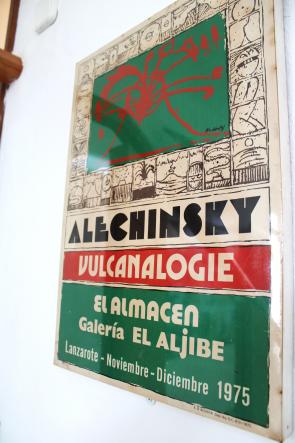 ALECHINSKY
VULCANALOGIE
EL ALMACEN
Galería EL ALJIBE
Lanzarote - Noviembre - Diciembre 1975